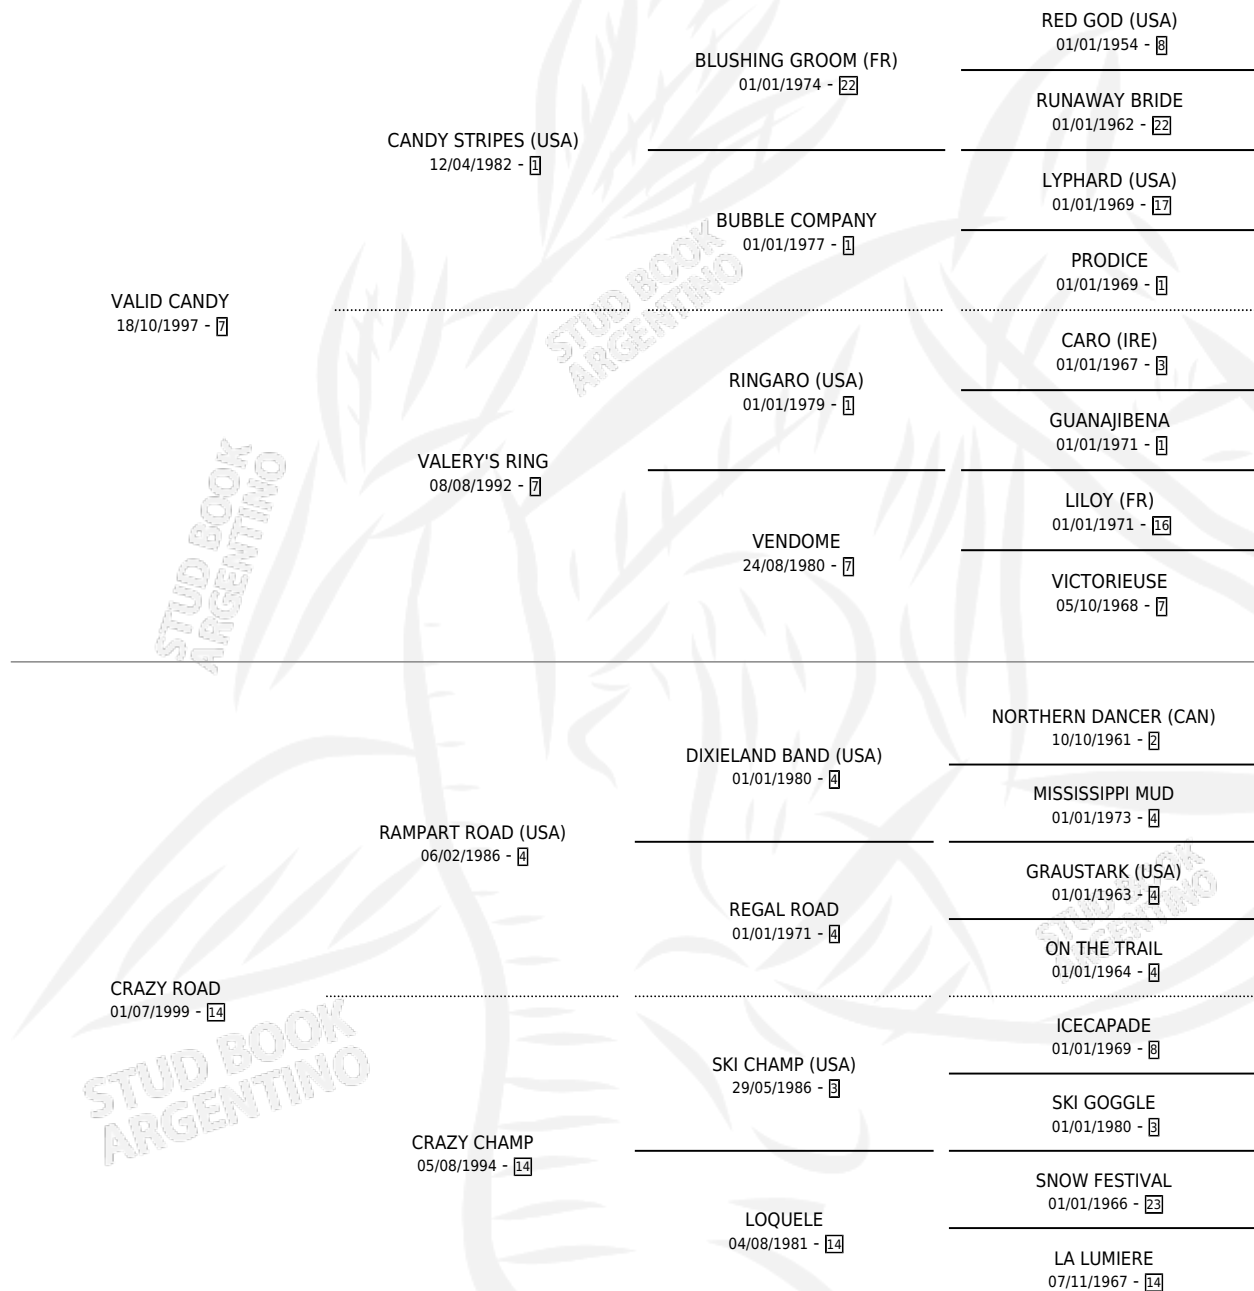 RED GOD (USA)
01/01/1954 - 8
BLUSHING GROOM (FR)
01/01/1974 - 22
RUNAWAY BRIDE
01/01/1962 - 22
CANDY STRIPES (USA)
12/04/1982 - 1
LYPHARD (USA)
01/01/1969 - 17
BUBBLE COMPANY
01/01/1977 - 1
PRODICE
01/01/1969 - 1
VALID CANDY
18/10/1997 - 7
CARO (IRE)
01/01/1967 - 3
RINGARO (USA)
01/01/1979 - 1
GUANAJIBENA
01/01/1971 - 1
VALERY'S RING
08/08/1992 - 7
LILOY (FR)
01/01/1971 - 16
VENDOME
24/08/1980 - 7
VICTORIEUSE
05/10/1968 - 7
NORTHERN DANCER (CAN)
10/10/1961 - 2
DIXIELAND BAND (USA)
01/01/1980 - 4
MISSISSIPPI MUD
01/01/1973 - 4
RAMPART ROAD (USA)
06/02/1986 - 4
GRAUSTARK (USA)
01/01/1963 - 4
REGAL ROAD
01/01/1971 - 4
ON THE TRAIL
01/01/1964 - 4
CRAZY ROAD
01/07/1999 - 14
ICECAPADE
01/01/1969 - 8
SKI CHAMP (USA)
29/05/1986 - 3
SKI GOGGLE
01/01/1980 - 3
CRAZY CHAMP
05/08/1994 - 14
SNOW FESTIVAL
01/01/1966 - 23
LOQUELE
04/08/1981 - 14
LA LUMIERE
07/11/1967 - 14
STUD BOOK
ARGENTINO
STUD BOOK
ARGENTINO
STUD BOOK
ARGENTINO
STUD BOOK
ARGENTINO